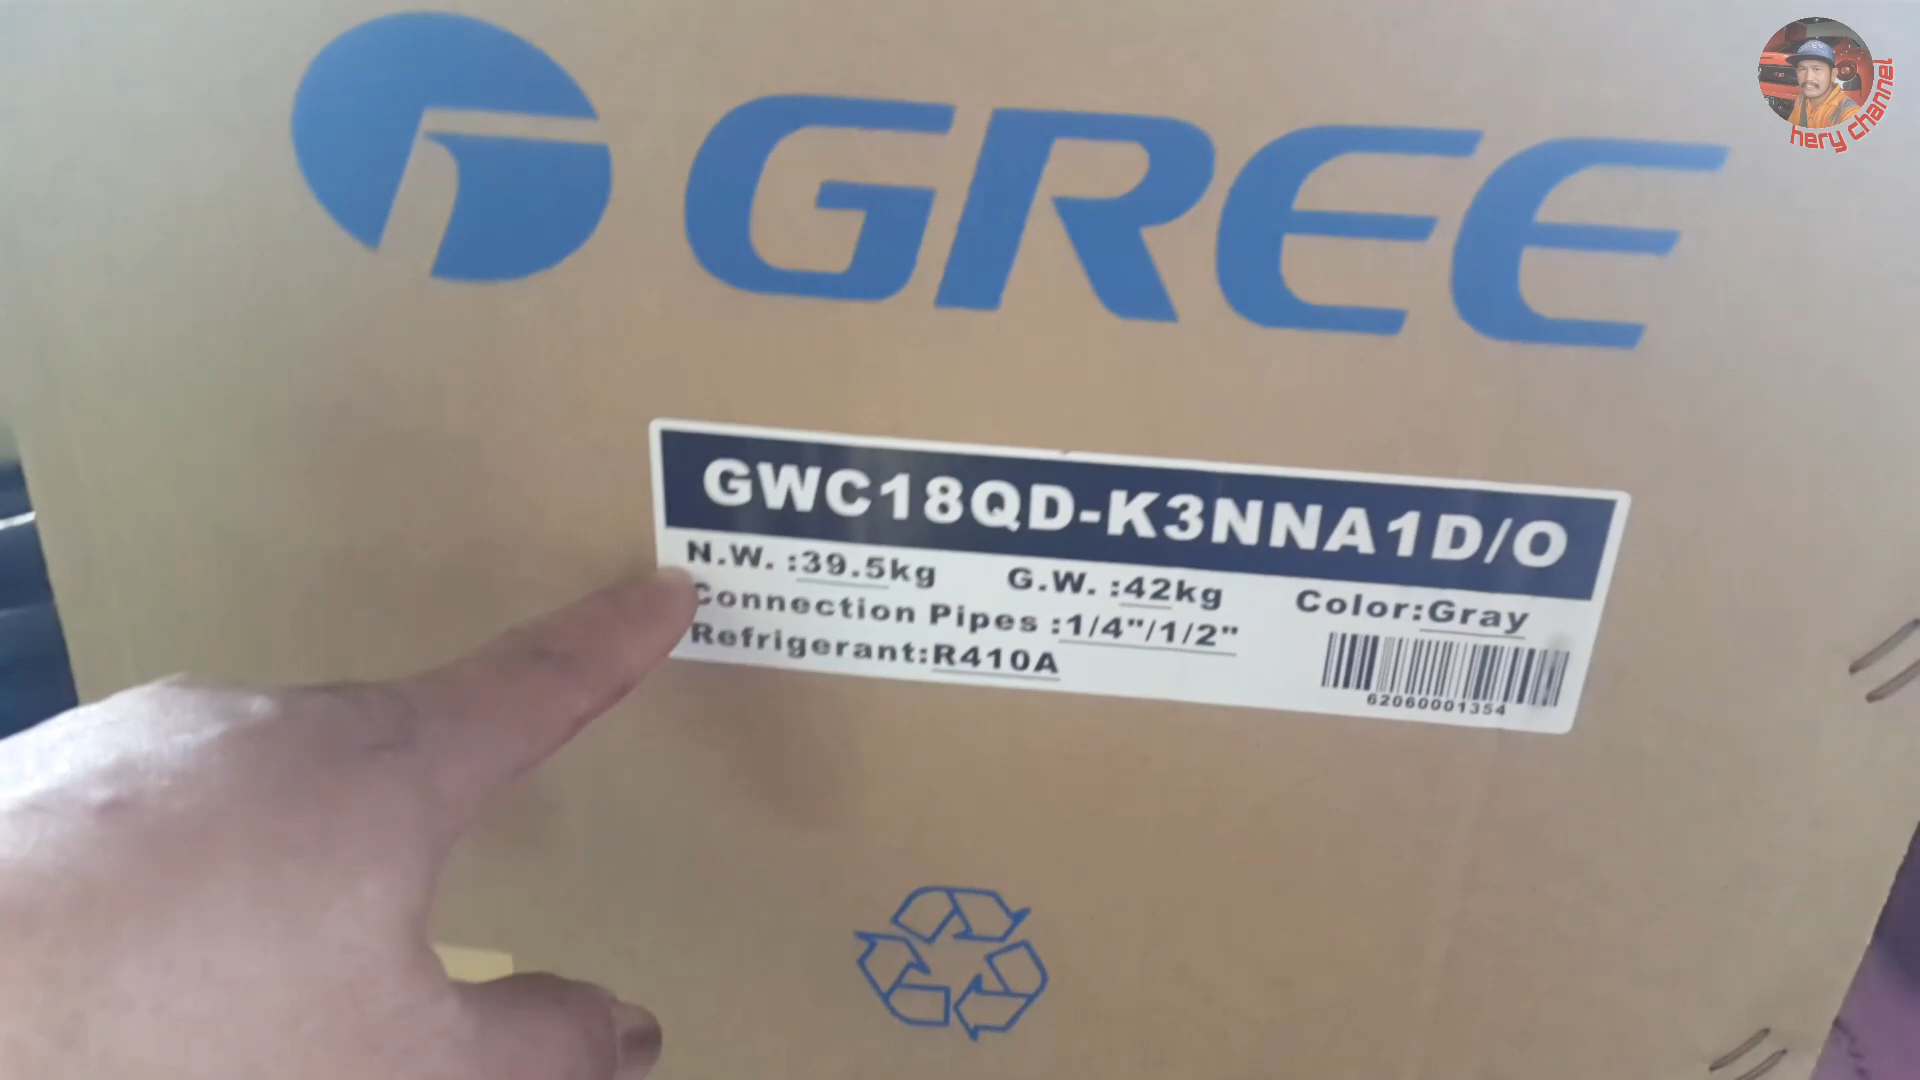 GREE
hery channel
GWC18QD-K3NNA1D/O
N.W. :39.5kg G.W. :42kg Color:Gray
Connection Pipes :1/4"/1/2"
Refrigerant:R410A
62060001354